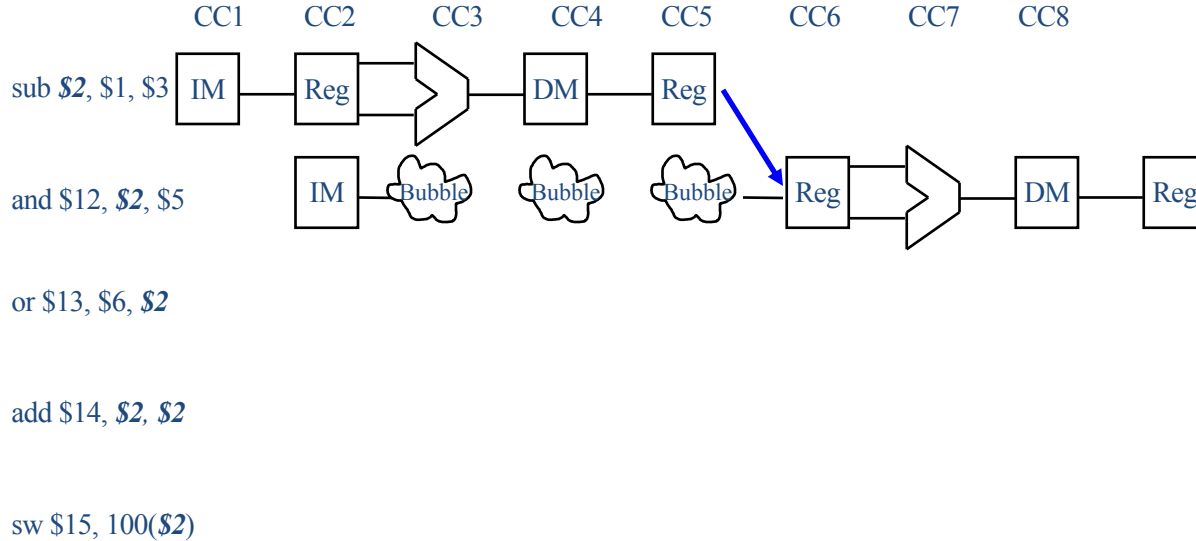 CC1 CC2 CC3 CC4 CC5 CC6 CC7 CC8
sub $2, $1, $3 IM Reg DM Reg
and $12, $2, $5 IM Bubble Bubble Bubble Reg DM Reg
or $13, $6, $2
add $14, $2, $2
sw $15, 100($2)